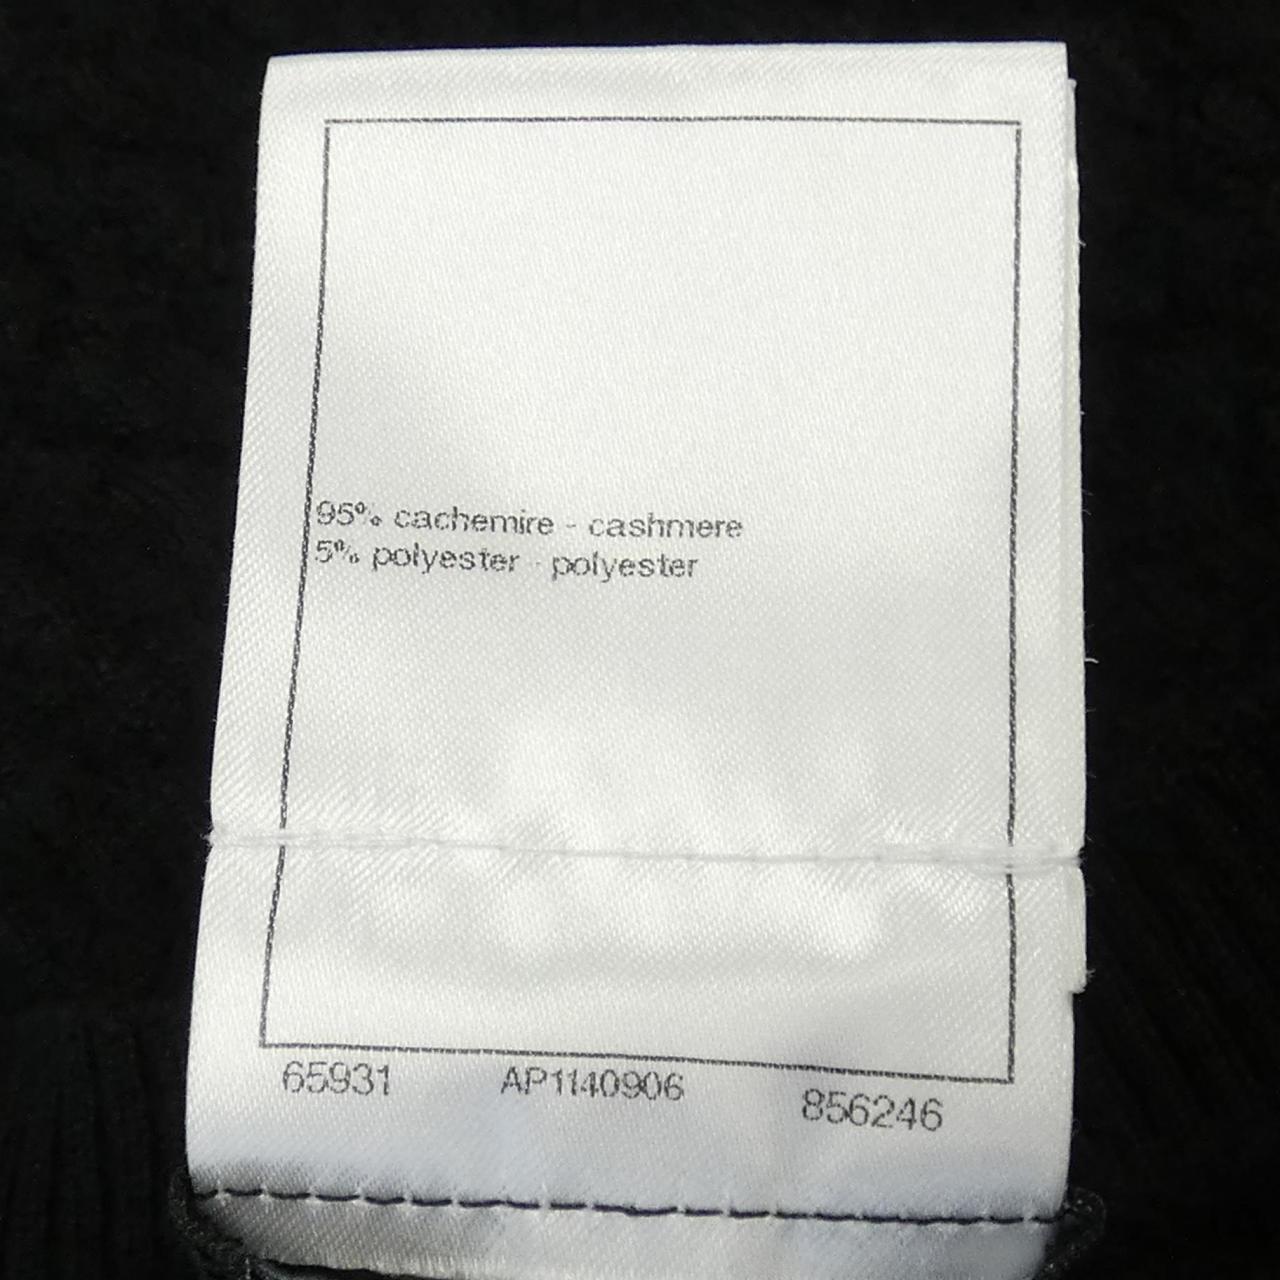 95% cachemire - cashmere
5% polyester - polyester
65931 AP1140906 856246